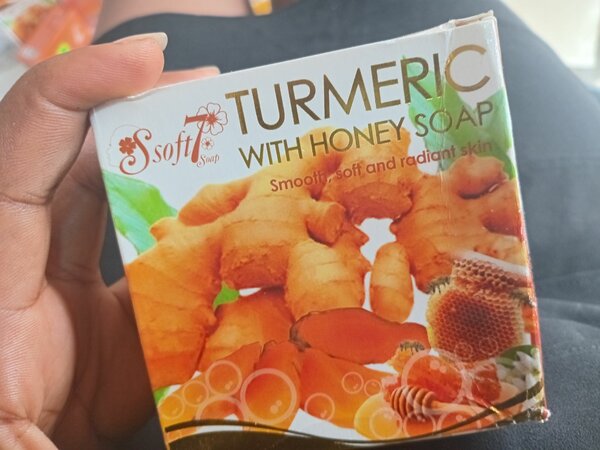 Ssoft7
Soap
TURMERIC
WITH HONEY SOAP
Smooth, soft and radiant skin